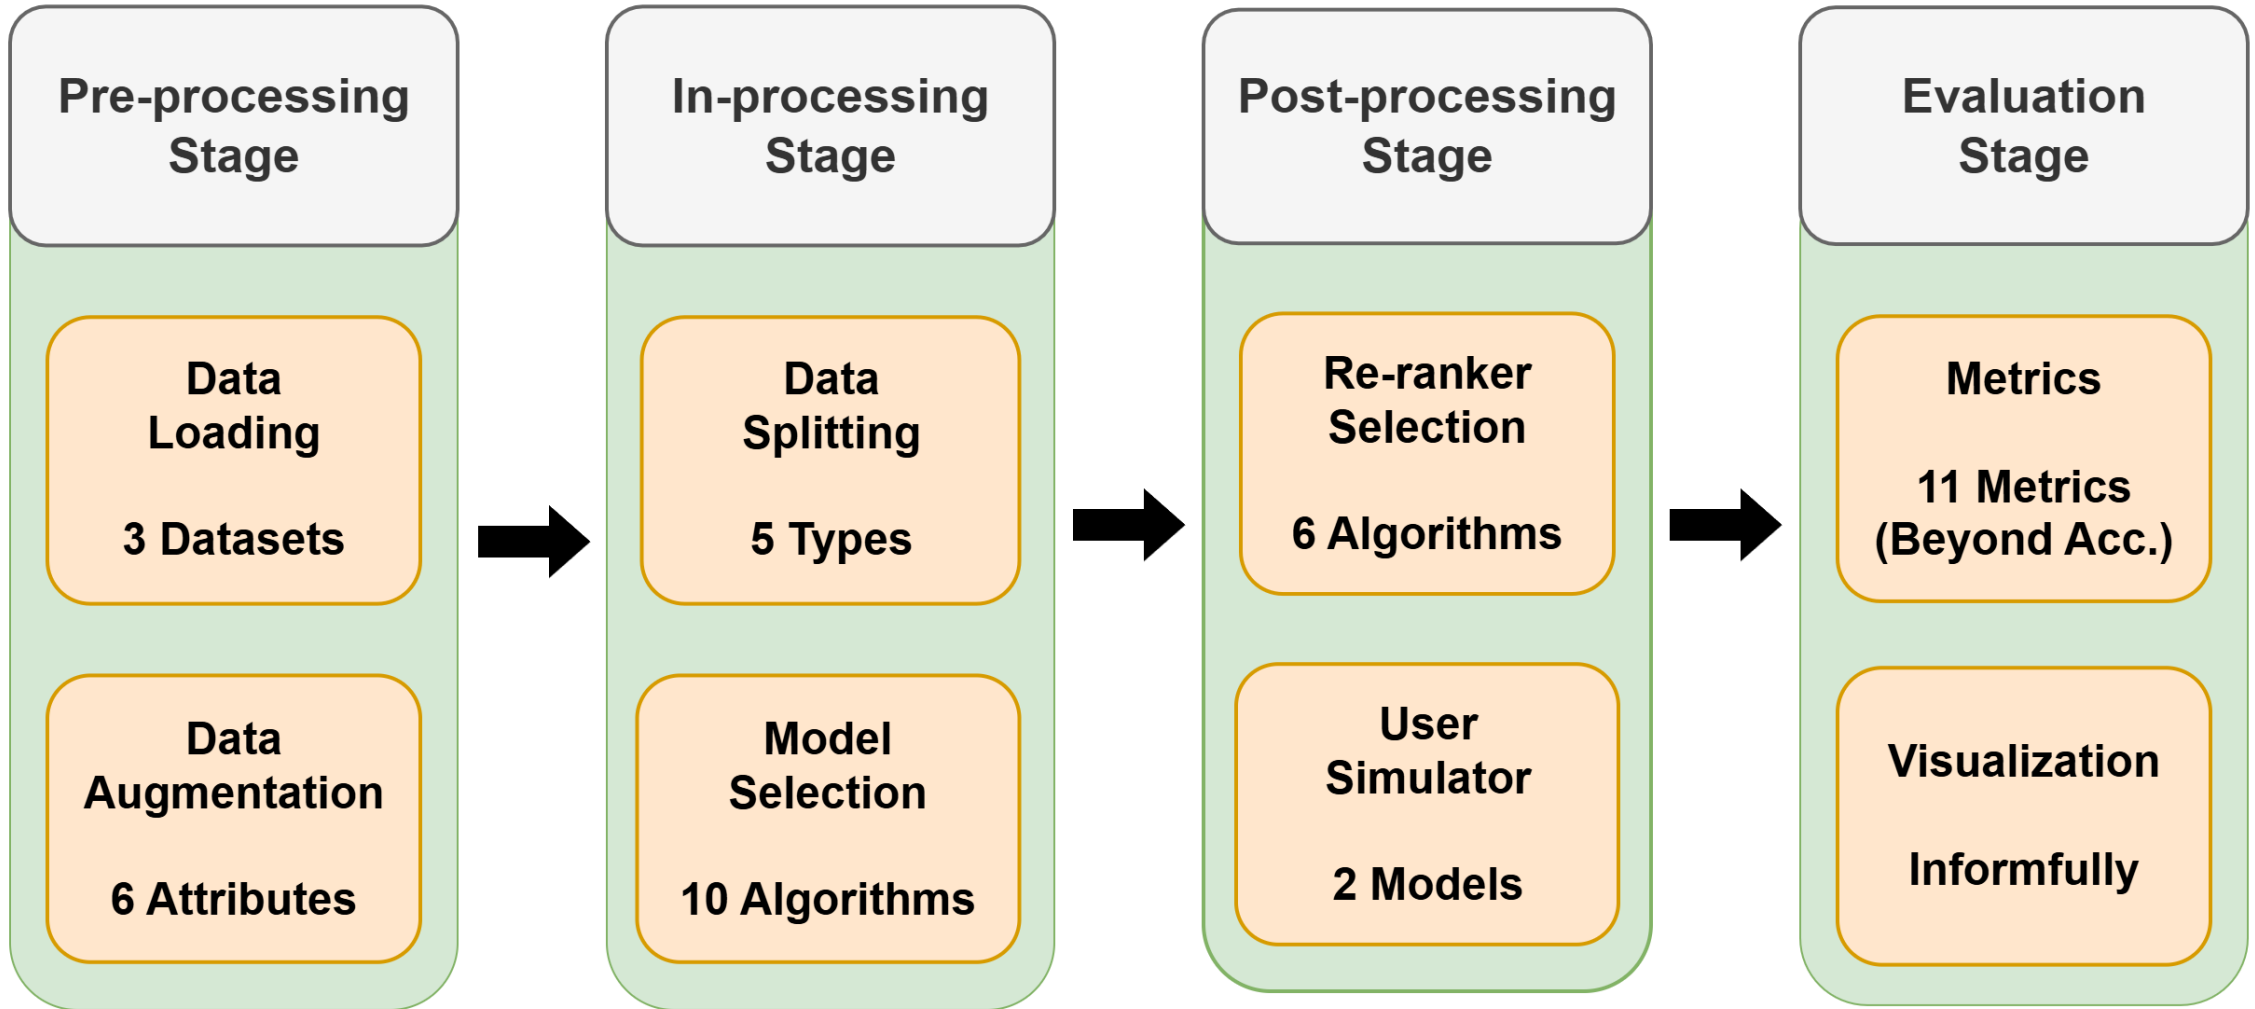 Pre-processing
Stage
Data
Loading
3 Datasets
Data
Augmentation
6 Attributes
In-processing
Stage
Data
Splitting
5 Types
Model
Selection
10 Algorithms
Post-processing
Stage
Re-ranker
Selection
6 Algorithms
User
Simulator
2 Models
Evaluation
Stage
Metrics
11 Metrics
(Beyond Acc.)
Visualization
Informfully